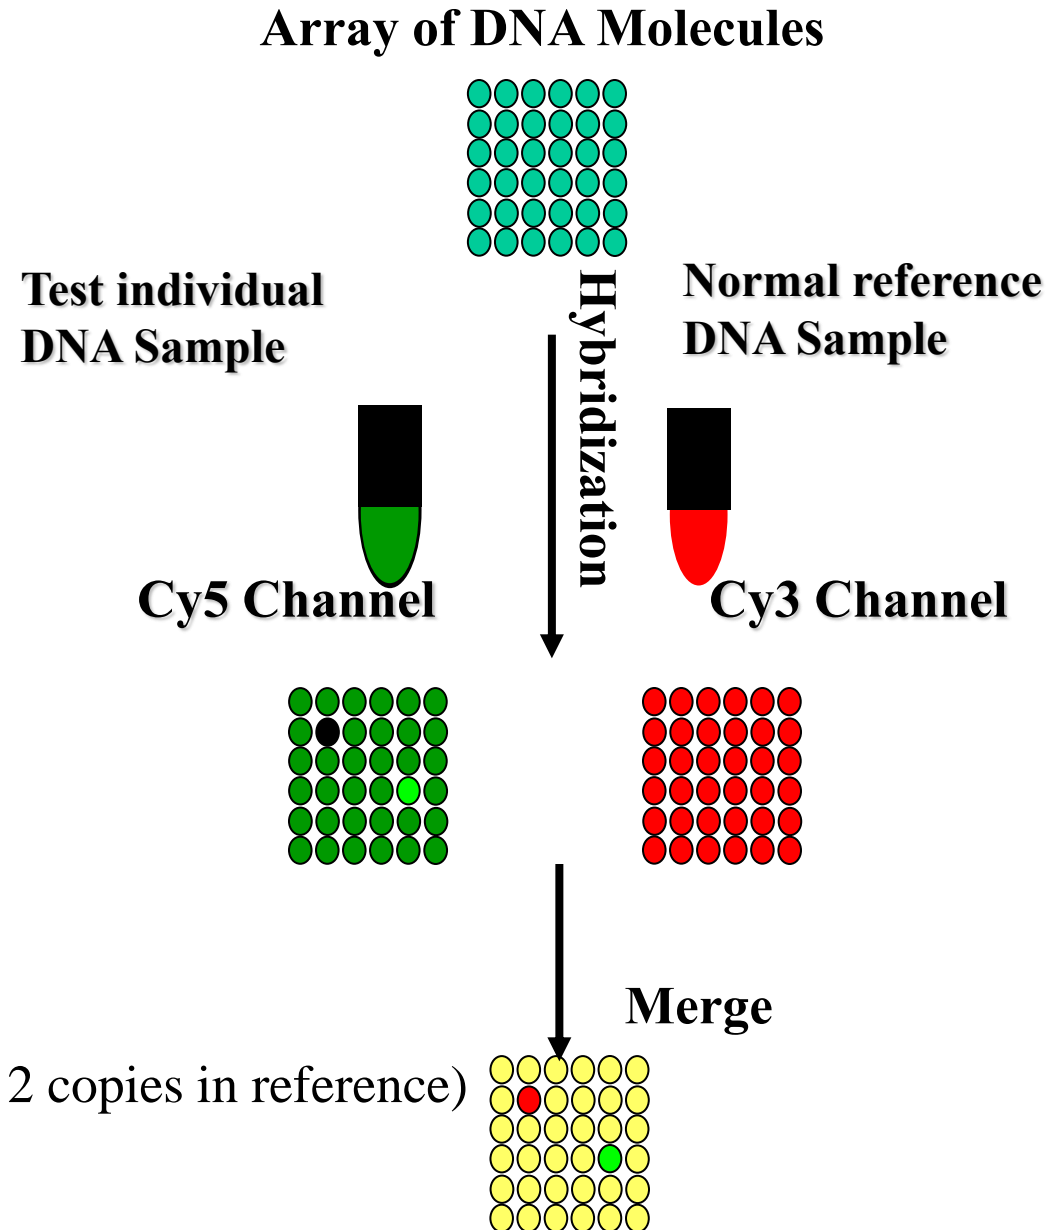 Array of DNA Molecules
Test individual
DNA Sample
Hybridization
Normal reference
DNA Sample
Cy5 Channel
Cy3 Channel
Merge
2 copies in reference)